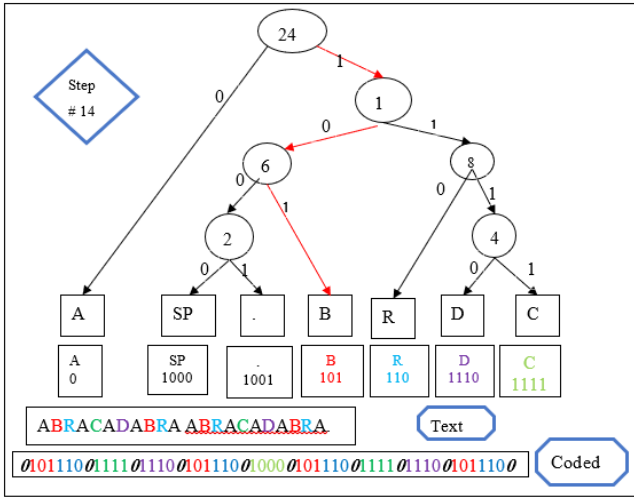 24
Step
# 14
0
1
1
0
1
6
8
0
1
0
1
2
4
0
1
0
1
A
SP
.
B
R
D
C
A
0
SP
1000
.
1001
B
101
R
110
D
1110
C
1111
ABRACADABRA ABRACADABRA.
Text
010111001111011100101110010000101110011110111001011100
Coded